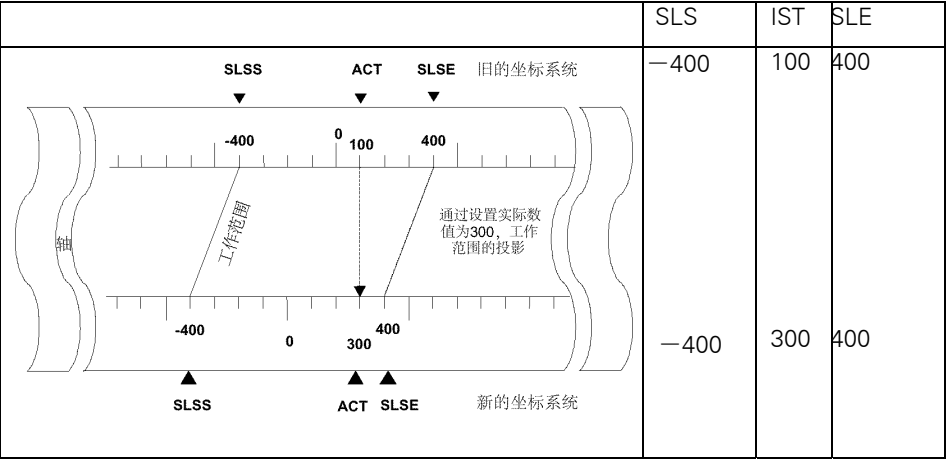 SLS IST SLE
SLSS ACT SLSE 旧的坐标系统
－400 100 400
-400 0 100 400
工作范围
通过设置实际数
值为300，工作
范围的投影
轴
-400 0 300 400
－400 300 400
SLSS ACT SLSE 新的坐标系统